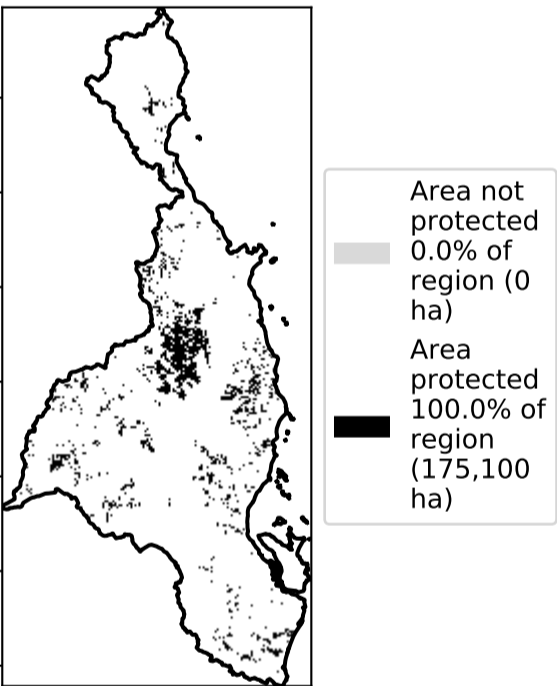 Area not
protected
0.0% of
region (0
ha)
Area
protected
100.0% of
region
(175,100
ha)